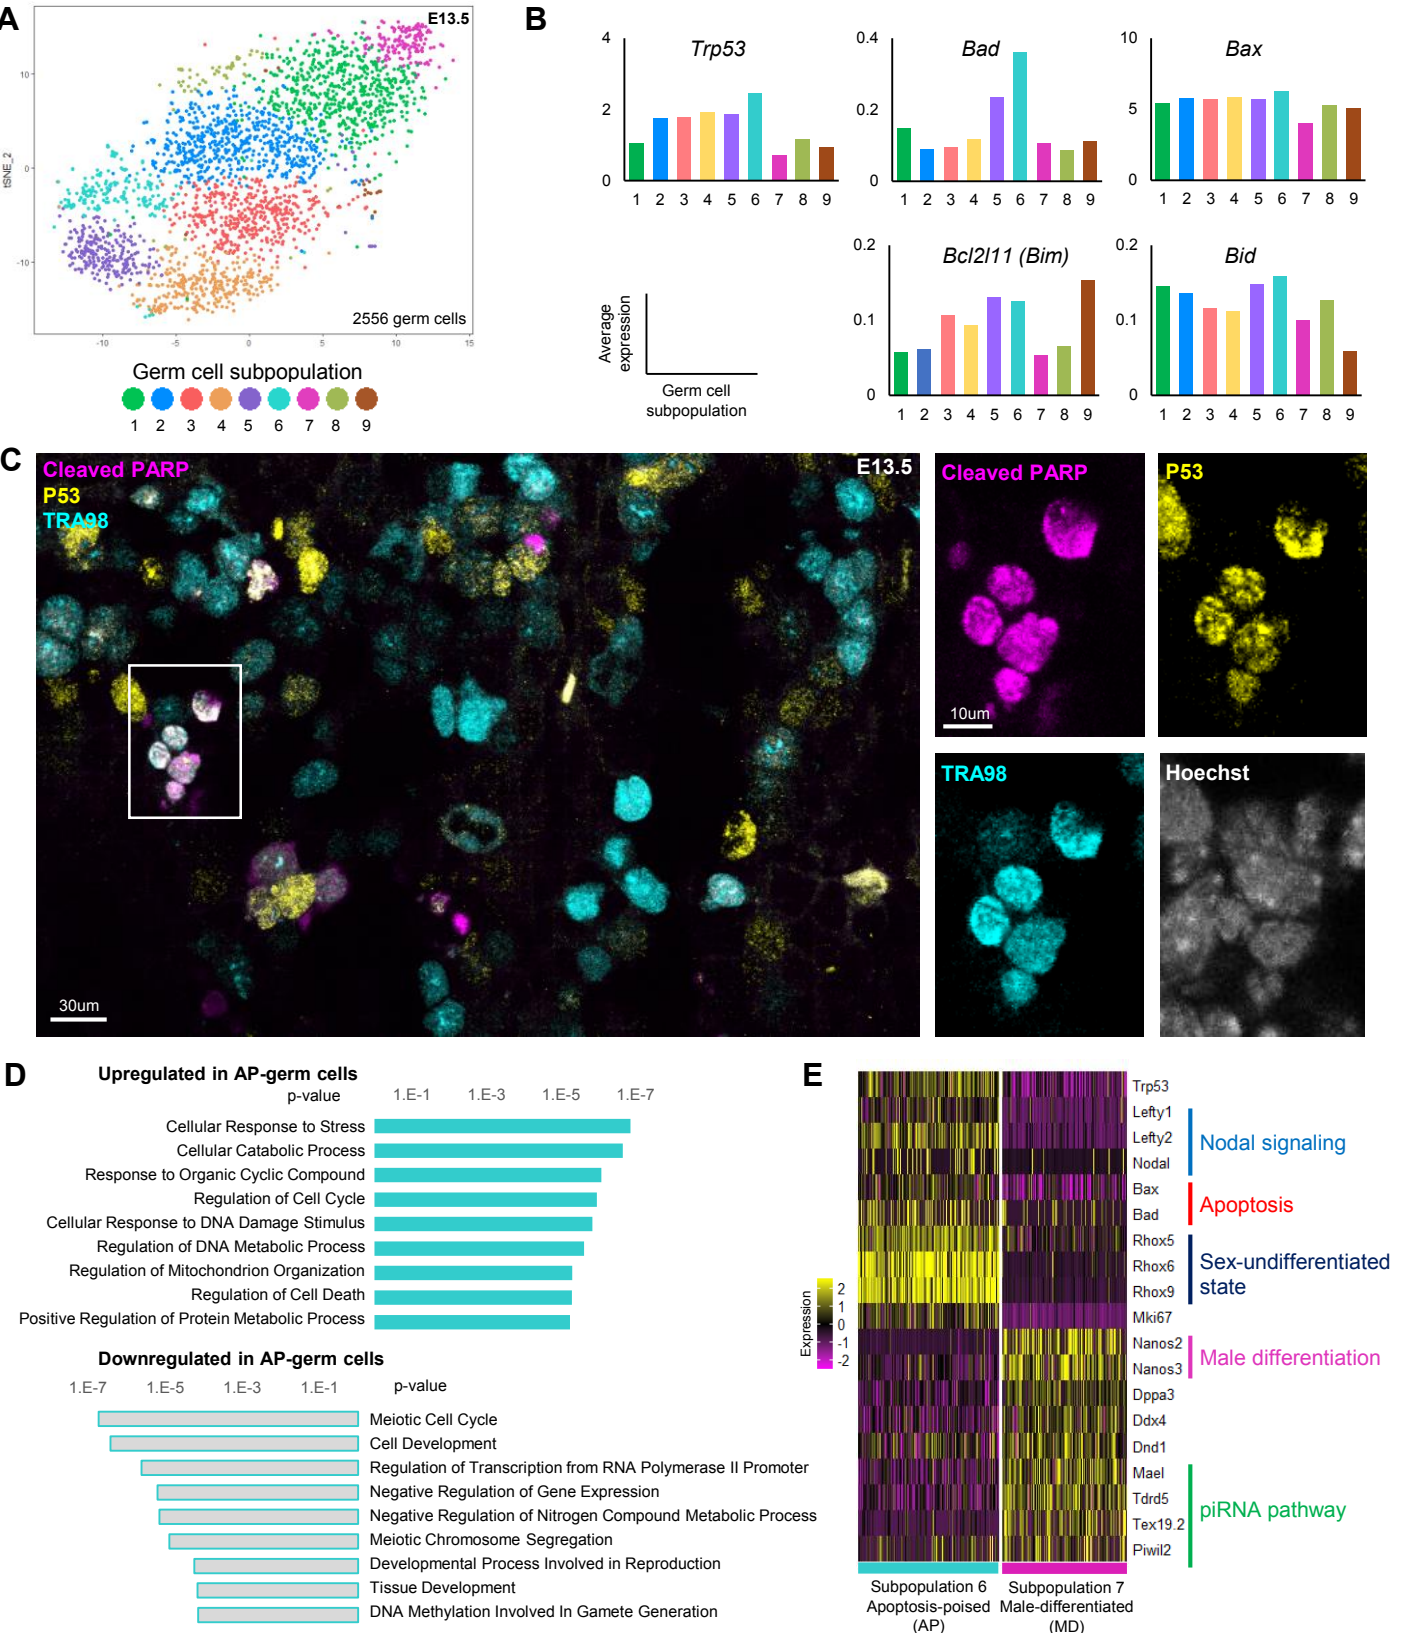 A
E13.5
tSNE_2
10
0
-10
2556 germ cells
-10
-5
0
5
10
15
Germ cell subpopulation
1 2 3 4 5 6 7 8 9
B
Trp53
4
2
0
1 2 3 4 5 6 7 8 9
Bad
0.4
0.2
0
1 2 3 4 5 6 7 8 9
Bax
10
5
0
1 2 3 4 5 6 7 8 9
Average
expression
Germ cell
subpopulation
Bcl2l11 (Bim)
0.2
0.1
0
1 2 3 4 5 6 7 8 9
Bid
0.2
0.1
0
1 2 3 4 5 6 7 8 9
C
Cleaved PARP
P53
TRA98
E13.5
30um
Cleaved PARP
10um
P53
TRA98
Hoechst
D
Upregulated in AP-germ cells
p-value 1.E-1 1.E-3 1.E-5 1.E-7
Cellular Response to Stress
Cellular Catabolic Process
Response to Organic Cyclic Compound
Regulation of Cell Cycle
Cellular Response to DNA Damage Stimulus
Regulation of DNA Metabolic Process
Regulation of Mitochondrion Organization
Regulation of Cell Death
Positive Regulation of Protein Metabolic Process
Downregulated in AP-germ cells
1.E-7 1.E-5 1.E-3 1.E-1 p-value
Meiotic Cell Cycle
Cell Development
Regulation of Transcription from RNA Polymerase II Promoter
Negative Regulation of Gene Expression
Negative Regulation of Nitrogen Compound Metabolic Process
Meiotic Chromosome Segregation
Developmental Process Involved in Reproduction
Tissue Development
DNA Methylation Involved In Gamete Generation
E
Expression
2
1
0
-1
-2
Trp53
Lefty1
Lefty2
Nodal
Bax
Bad
Rhox5
Rhox6
Rhox9
Mki67
Nanos2
Nanos3
Dppa3
Ddx4
Dnd1
Mael
Tdrd5
Tex19.2
Piwil2
Nodal signaling
Apoptosis
Sex-undifferentiated
state
Male differentiation
piRNA pathway
Subpopulation 6
Apoptosis-poised
(AP)
Subpopulation 7
Male-differentiated
(MD)